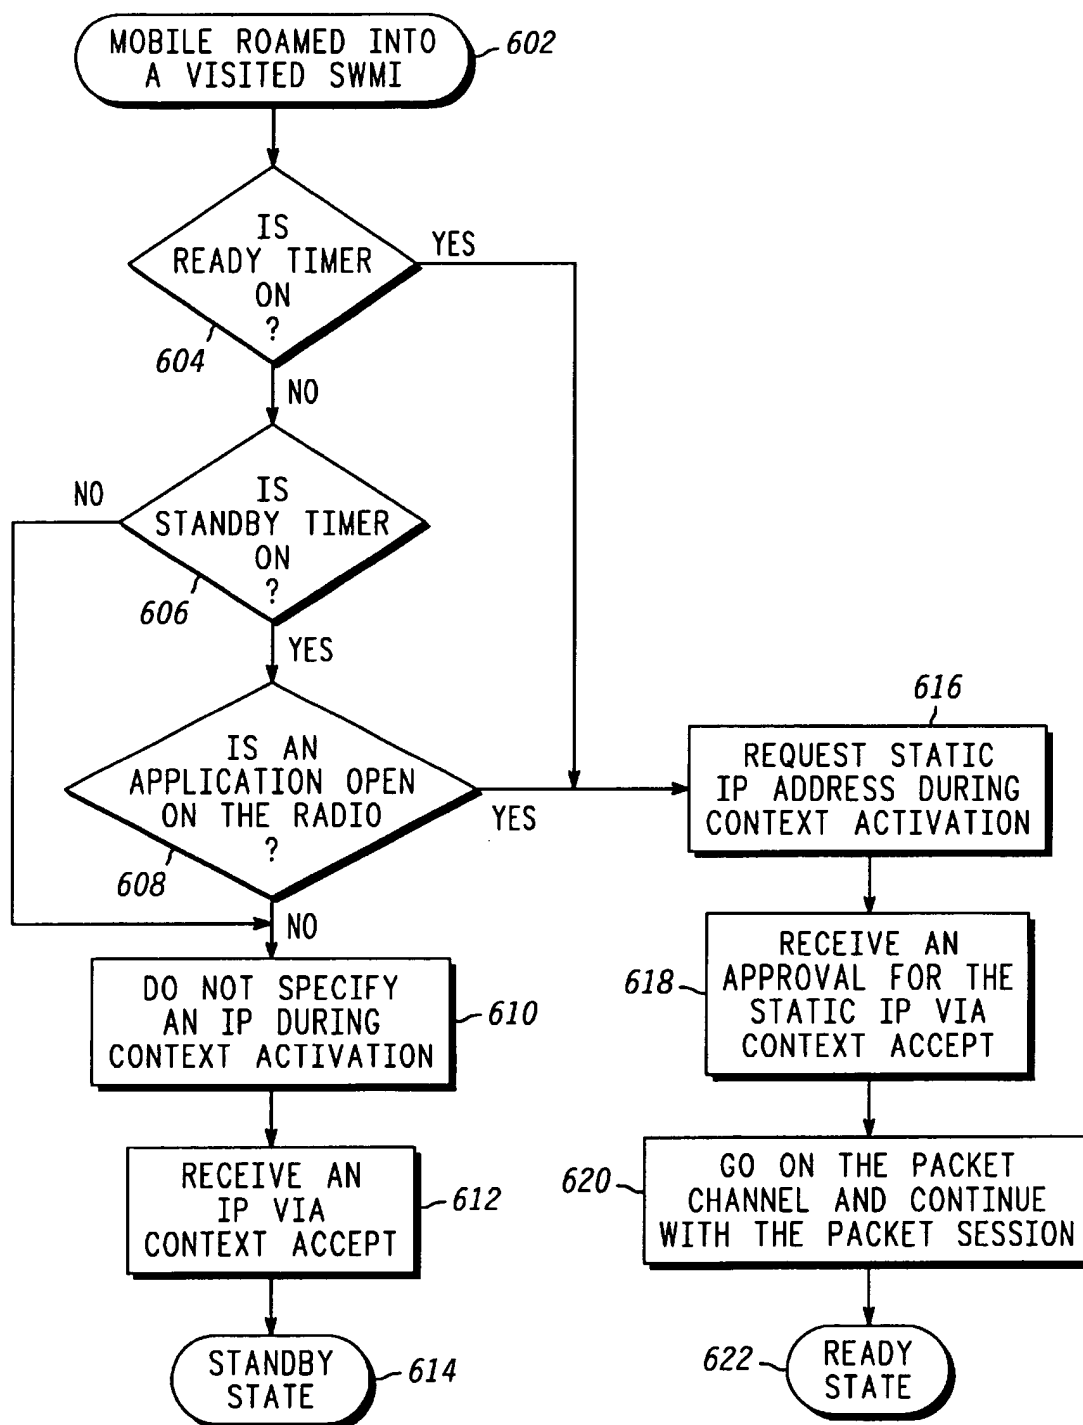 MOBILE ROAMED INTO
A VISITED SWMI
602
IS
READY TIMER
ON
?
604
YES
NO
IS
STANDBY TIMER
ON
?
606
NO
YES
IS AN
APPLICATION OPEN
ON THE RADIO
?
608
YES
NO
DO NOT SPECIFY
AN IP DURING
CONTEXT ACTIVATION
610
RECEIVE AN
IP VIA
CONTEXT ACCEPT
612
STANDBY
STATE
614
616
REQUEST STATIC
IP ADDRESS DURING
CONTEXT ACTIVATION
RECEIVE AN
APPROVAL FOR THE
STATIC IP VIA
CONTEXT ACCEPT
618
GO ON THE PACKET
CHANNEL AND CONTINUE
WITH THE PACKET SESSION
620
READY
STATE
622